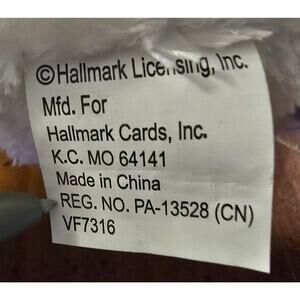 ©Hallmark Licensing, Inc.
Mfd. For
Hallmark Cards, Inc.
K.C. MO 64141
Made in China
REG. NO. PA-13528 (CN)
VF7316